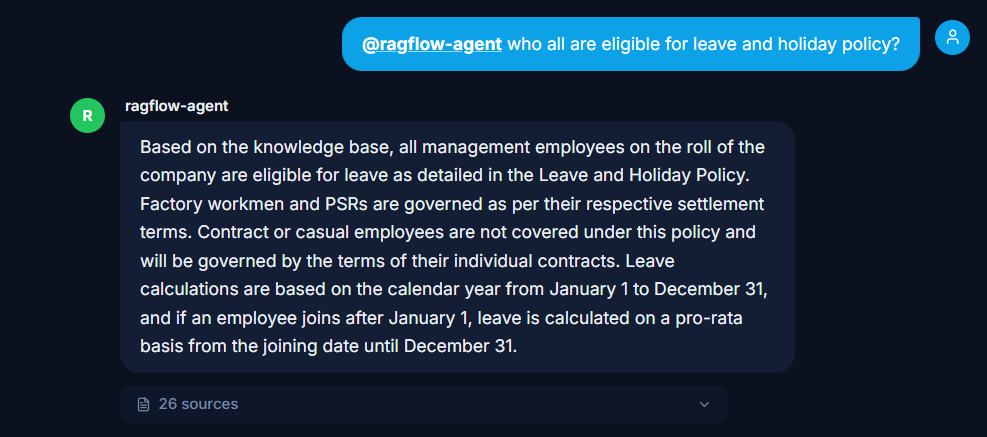 @ragflow-agent who all are eligible for leave and holiday policy?
R
ragflow-agent
Based on the knowledge base, all management employees on the roll of the
company are eligible for leave as detailed in the Leave and Holiday Policy.
Factory workmen and PSRs are governed as per their respective settlement
terms. Contract or casual employees are not covered under this policy and
will be governed by the terms of their individual contracts. Leave
calculations are based on the calendar year from January 1 to December 31,
and if an employee joins after January 1, leave is calculated on a pro-rata
basis from the joining date until December 31.
26 sources